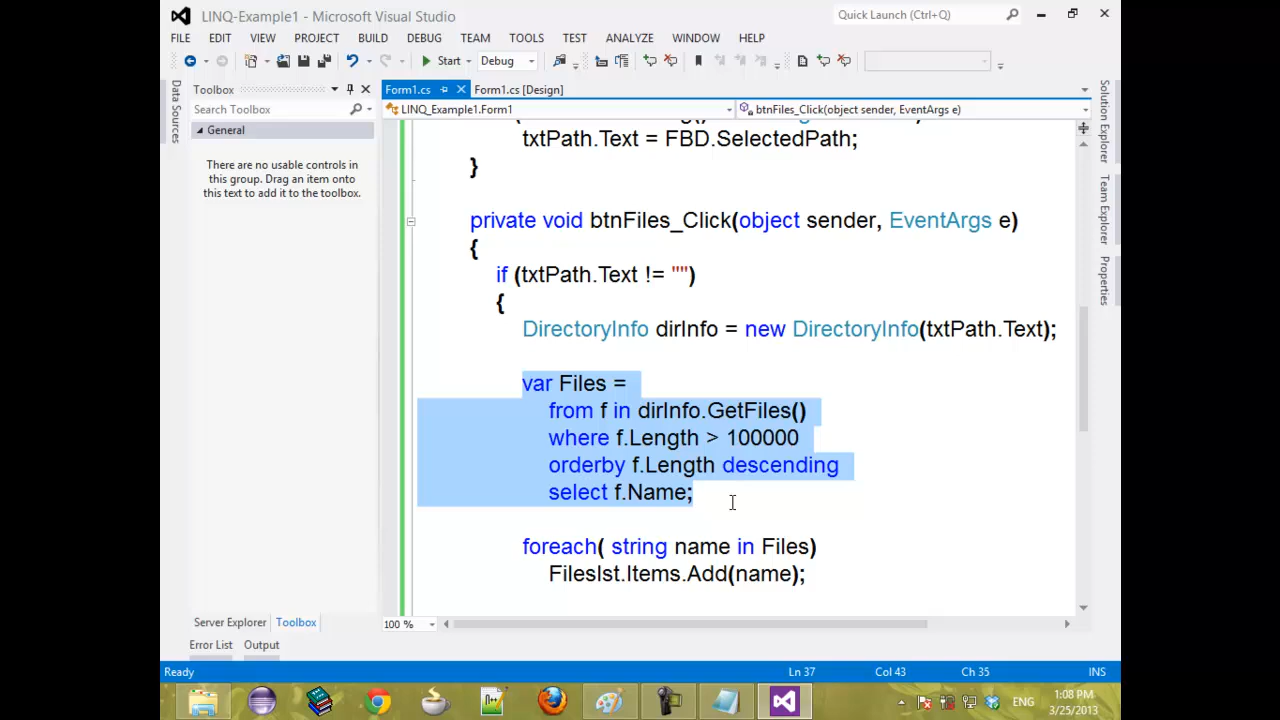 LINQ-Example1 - Microsoft Visual Studio
Quick Launch (Ctrl+Q)
FILE EDIT VIEW PROJECT BUILD DEBUG TEAM TOOLS TEST ANALYZE WINDOW HELP
Start Debug
Data Sources
Toolbox
Search Toolbox
General
There are no usable controls in
this group. Drag an item onto
this text to add it to the toolbox.
Server Explorer Toolbox
Error List Output
Form1.cs Form1.cs [Design]
LINQ_Example1.Form1 btnFiles_Click(object sender, EventArgs e)
txtPath.Text = FBD.SelectedPath;
}
private void btnFiles_Click(object sender, EventArgs e)
{
if (txtPath.Text != "")
{
DirectoryInfo dirInfo = new DirectoryInfo(txtPath.Text);
var Files =
from f in dirInfo.GetFiles()
where f.Length > 100000
orderby f.Length descending
select f.Name;
foreach( string name in Files)
Fileslst.Items.Add(name);
100 %
Solution Explorer
Team Explorer
Properties
Ready Ln 37 Col 43 Ch 35 INS
ENG
1:08 PM
3/25/2013